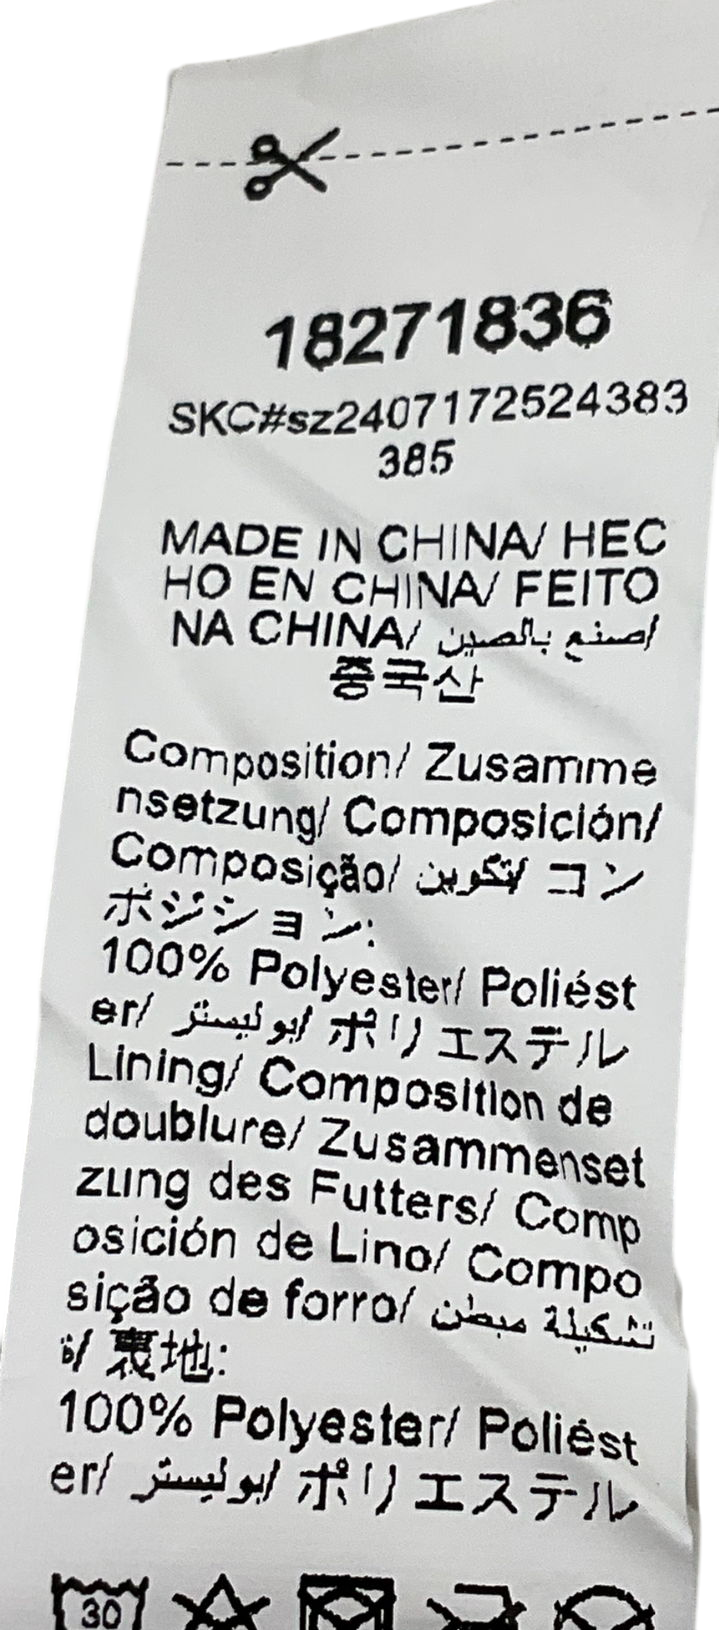 18271836
SKC#sz2407172524383
385
MADE IN CHINA/ HEC
HO EN CHINA/ FEITO
NA CHINA/ صنع بالصين/
중국산
Composition/ Zusamme
nsetzung/ Composición/
Composição/ تكوين/ コン
ポジション:
100% Polyester/ Poliést
er/ بوليستر/ ポリエステル
Lining/ Composition de
doublure/ Zusammenset
zung des Futters/ Comp
osición de Lino/ Compo
sição de forro/ تشكيلة مبطن
ة/ 裏地:
100% Polyester/ Poliést
er/ بوليستر/ ポリエステル
30